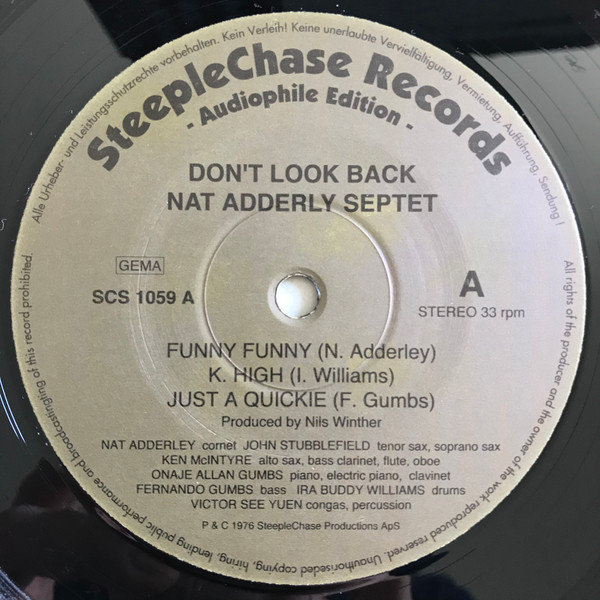 Alle Urheber- und Leistungsschutzrechte vorbehalten. Kein Verleih! Keine unerlaubte Vervielfältigung, Vermietung, Aufführung, Sendung!
SteepleChase Records
- Audiophile Edition -
DON'T LOOK BACK
NAT ADDERLY SEPTET
GEMA
SCS 1059 A
A
STEREO 33 rpm
FUNNY FUNNY (N. Adderley)
K. HIGH (I. Williams)
JUST A QUICKIE (F. Gumbs)
Produced by Nils Winther
NAT ADDERLEY cornet JOHN STUBBLEFIELD tenor sax, soprano sax
KEN McINTYRE alto sax, bass clarinet, flute, oboe
ONAJE ALLAN GUMBS piano, electric piano, clavinet
FERNANDO GUMBS bass IRA BUDDY WILLIAMS drums
VICTOR SEE YUEN congas, percussion
P & C 1976 SteepleChase Productions ApS
All rights of the producer and the owner of the work reproduced reserved. Unauthouriseded copying, hiring, lending public performance and broadcastingting of this record prohibited.